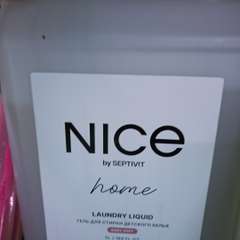 NICE
by SEPTIVIT
home
LAUNDRY LIQUID
ГЕЛЬ ДЛЯ СТИРКИ ДЕТСКОГО БЕЛЬЯ